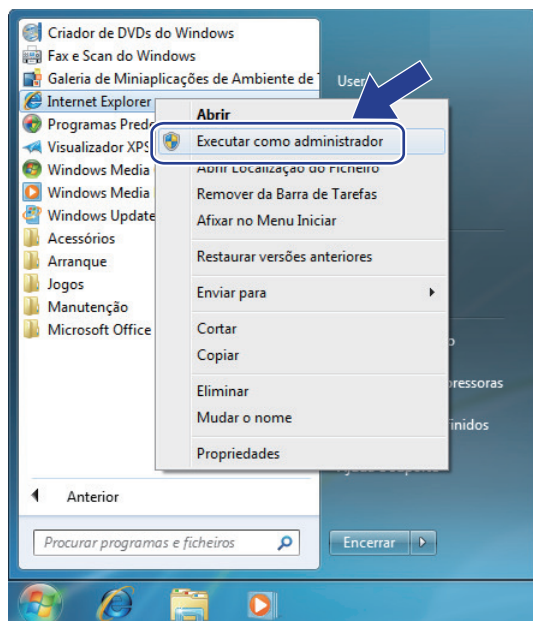 Criador de DVDs do Windows
Fax e Scan do Windows
Galeria de Miniaplicações de Ambiente de
User
Internet Explorer
Abrir
Programas
Executar como administrador
Visualizador XPS
Abrir Localização do Ficheiro
Windows Media
Remover da Barra de Tarefas
Windows Media
Windows Update
Afixar no Menu Iniciar
Acessórios
Arranque
Restaurar versões anteriores
Jogos
Enviar para
Manutenção
Microsoft Office
Cortar
Copiar
Eliminar
Mudar o nome
Propriedades
Anterior
Procurar programas e ficheiros
Encerrar